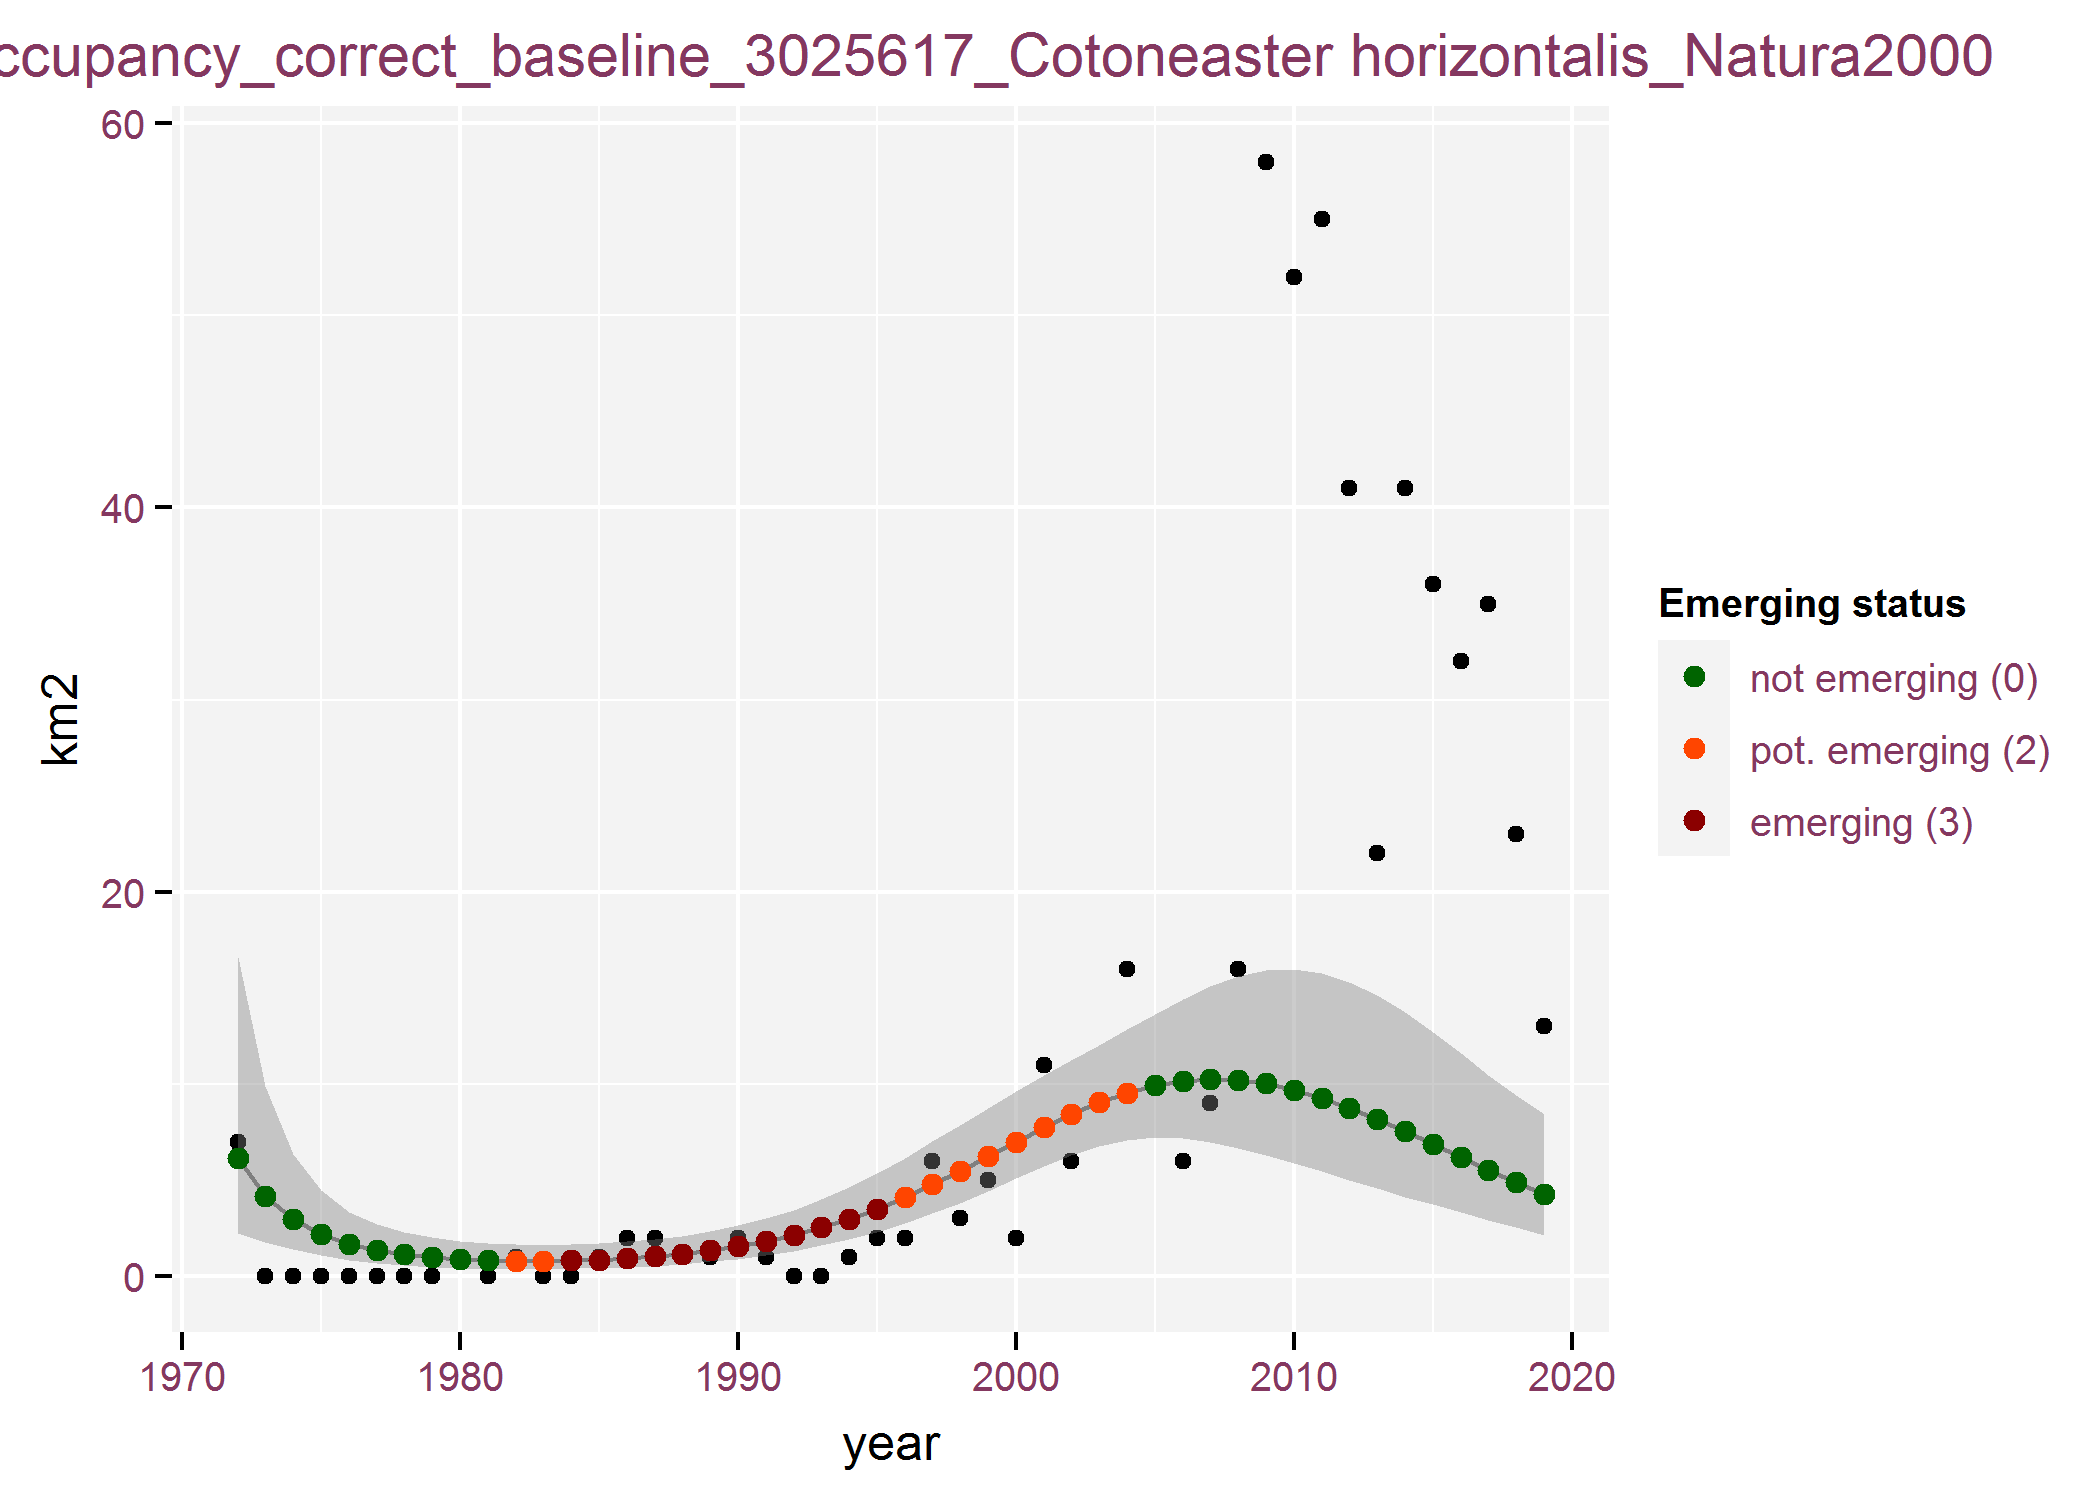 ccupancy_correct_baseline_3025617_Cotoneaster horizontalis_Natura2000
60
40
20
0
km2
1970 1980 1990 2000 2010 2020
year
Emerging status
not emerging (0)
pot. emerging (2)
emerging (3)